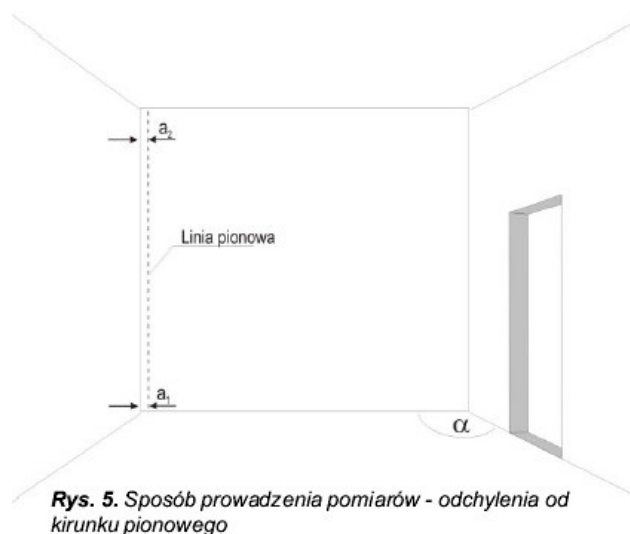 a₂
Linia pionowa
a₁
α
Rys. 5. Sposób prowadzenia pomiarów - odchylenia od
kirunku pionowego